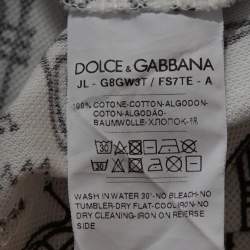 DOLCE & GABBANA
JL - G8GW3T / FS7TE - A
100% COTONE-COTTON-ALGODON-
COTON-ALGODÃO-
BAUMWOLLE-ХЛОПОК-棉
WASH IN WATER 30°-NO BLEACH-NO
TUMBLER-DRY FLAT-COOL IRON-NO
DRY CLEANING-IRON ON REVERSE
SIDE